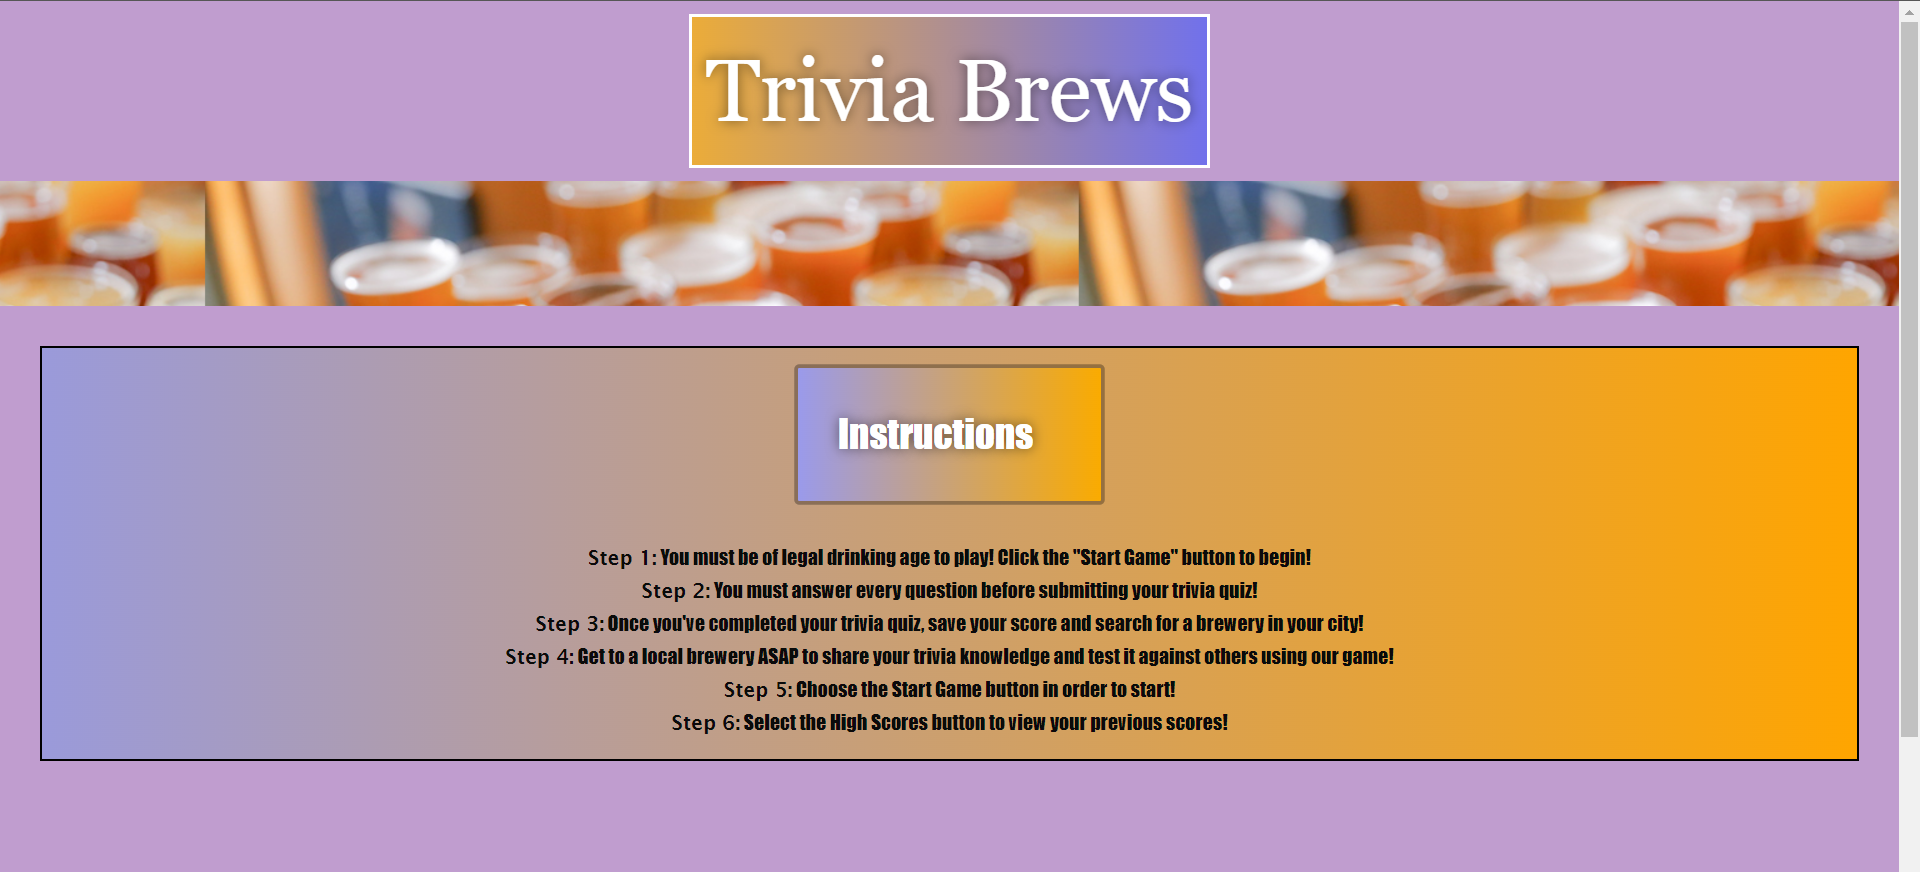 Trivia Brews
Instructions
Step 1: You must be of legal drinking age to play! Click the "Start Game" button to begin!
Step 2: You must answer every question before submitting your trivia quiz!
Step 3: Once you've completed your trivia quiz, save your score and search for a brewery in your city!
Step 4: Get to a local brewery ASAP to share your trivia knowledge and test it against others using our game!
Step 5: Choose the Start Game button in order to start!
Step 6: Select the High Scores button to view your previous scores!